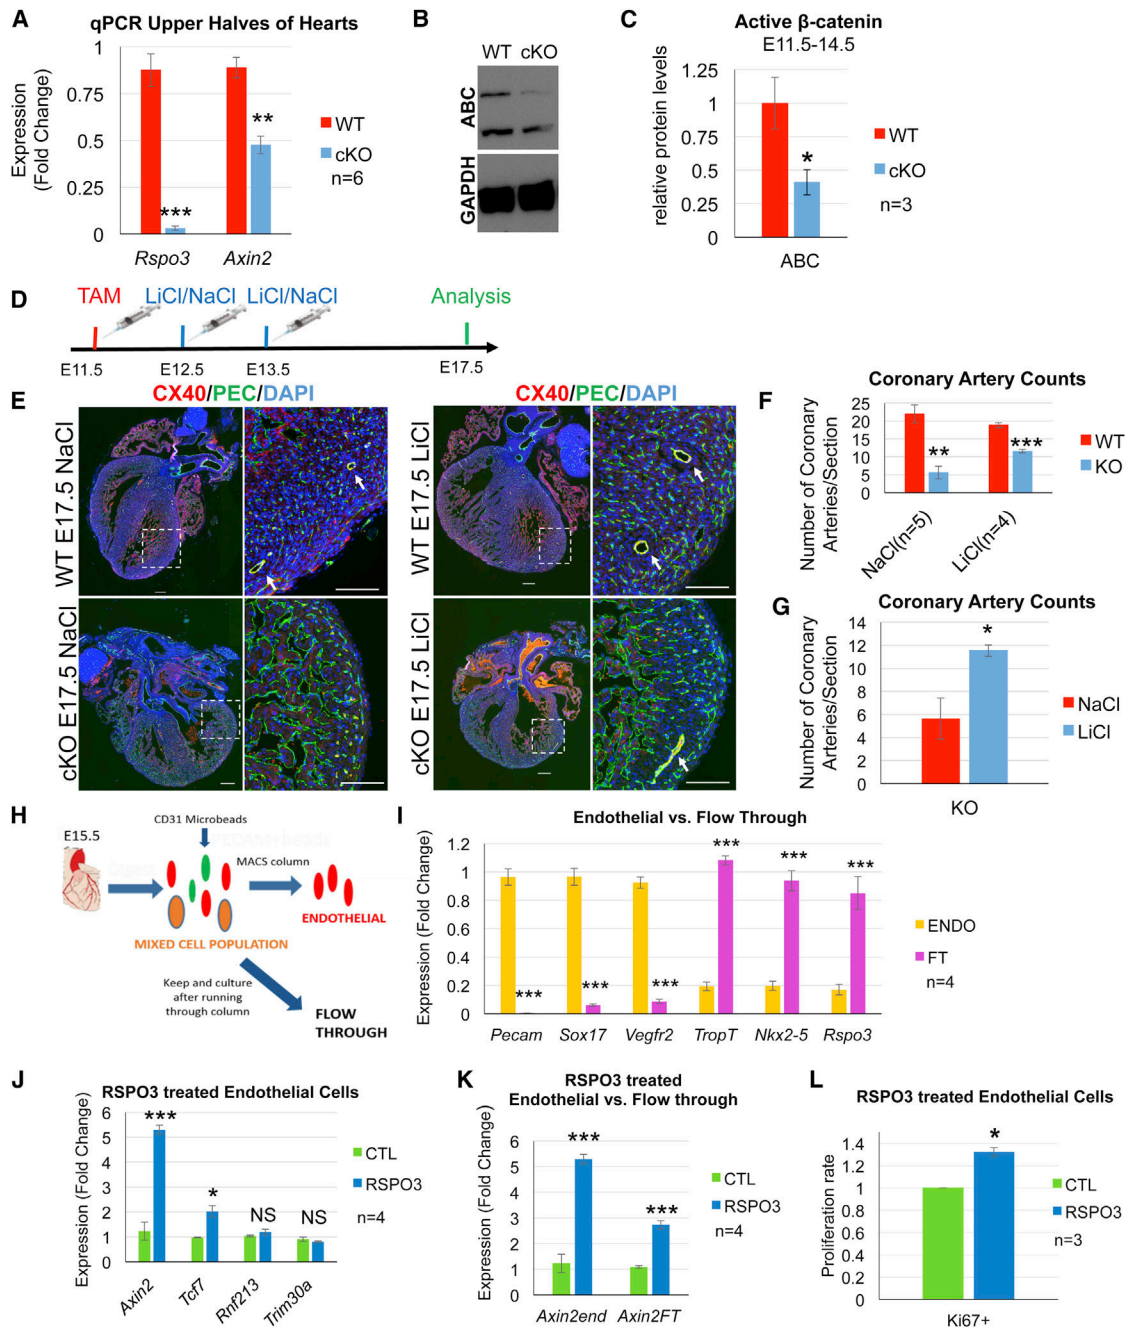 A
qPCR Upper Halves of Hearts
Expression
(Fold Change)
1
0.75
0.5
0.25
0
***
**
Rspo3 Axin2
WT
cKO
n=6
B
WT cKO
ABC
GAPDH
C
Active β-catenin
E11.5-14.5
relative protein levels
1.25
1
0.75
0.5
0.25
0
*
ABC
WT
cKO
n=3
D
TAM LiCl/NaCl LiCl/NaCl Analysis
E11.5 E12.5 E13.5 E17.5
E
CX40/PEC/DAPI
CX40/PEC/DAPI
WT E17.5 NaCl
WT E17.5 LiCl
cKO E17.5 NaCl
cKO E17.5 LiCl
F
Coronary Artery Counts
Number of Coronary
Arteries/Section
25
20
15
10
5
0
**
***
NaCl(n=5)
LiCl(n=4)
WT
KO
G
Coronary Artery Counts
Number of Coronary
Arteries/Section
14
12
10
8
6
4
2
0
*
KO
NaCl
LiCl
H
E15.5
CD31 Microbeads
MACS column
ENDOTHELIAL
MIXED CELL POPULATION
Keep and culture
after running
through column
FLOW
THROUGH
I
Endothelial vs. Flow Through
Expression (Fold Change)
1.2
1
0.8
0.6
0.4
0.2
0
*** *** *** *** *** ***
Pecam Sox17 Vegfr2 TropT Nkx2-5 Rspo3
ENDO
FT
n=4
J
RSPO3 treated Endothelial Cells
Expression (Fold Change)
6
5
4
3
2
1
0
*** * NS NS
Axin2 Tcf7 Rnf213 Trim30a
CTL
RSPO3
n=4
K
RSPO3 treated
Endothelial vs. Flow through
Expression (Fold Change)
6
5
4
3
2
1
0
***
***
Axin2end Axin2FT
CTL
RSPO3
n=4
L
RSPO3 treated Endothelial Cells
Proliferation rate
1.4
1.2
1
0.8
0.6
0.4
0.2
0
*
Ki67+
CTL
RSPO3
n=3